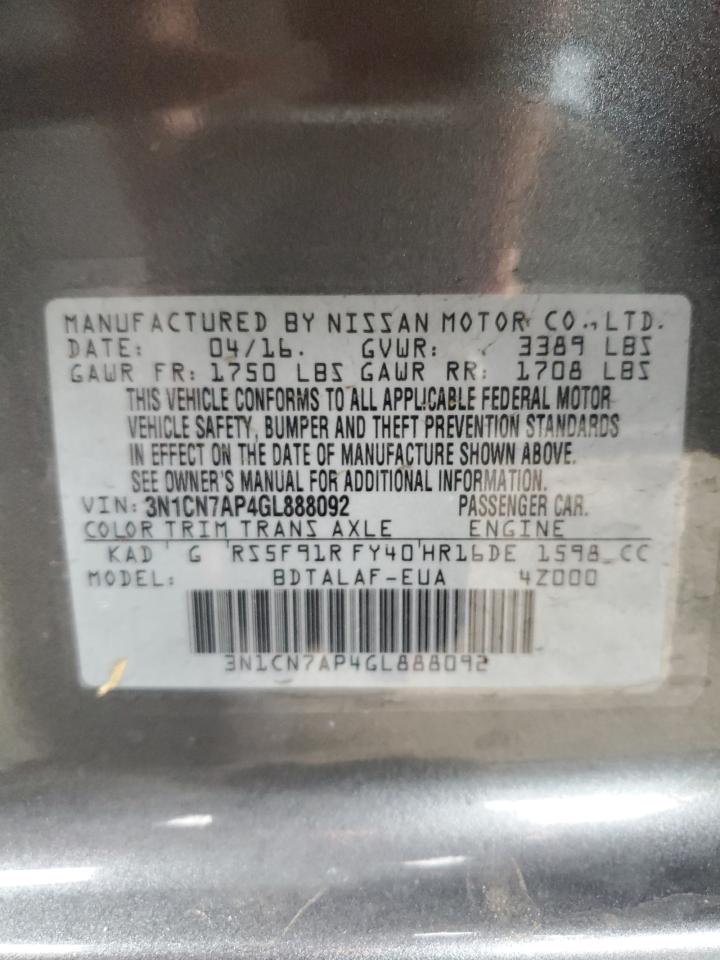 MANUFACTURED BY NISSAN MOTOR CO., LTD.
DATE: 04/16. GVWR: 3389 LBS
GAWR FR: 1750 LBS GAWR RR: 1708 LBS
THIS VEHICLE CONFORMS TO ALL APPLICABLE FEDERAL MOTOR
VEHICLE SAFETY, BUMPER AND THEFT PREVENTION STANDARDS
IN EFFECT ON THE DATE OF MANUFACTURE SHOWN ABOVE.
SEE OWNER'S MANUAL FOR ADDITIONAL INFORMATION.
VIN: 3N1CN7AP4GL888092 PASSENGER CAR.
COLOR TRIM TRANS AXLE ENGINE
KAD G RS5F91R FY40 HR16DE 1598 CC
MODEL: BDTALAF-EUA 4Z000
3N1CN7AP4GL888092